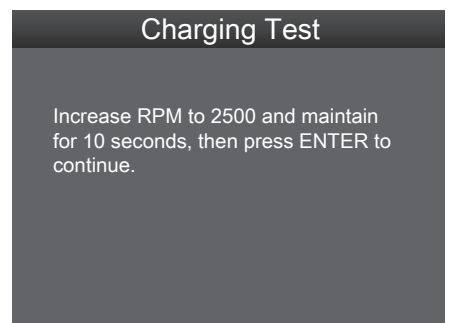 Charging Test
Increase RPM to 2500 and maintain
for 10 seconds, then press ENTER to
continue.